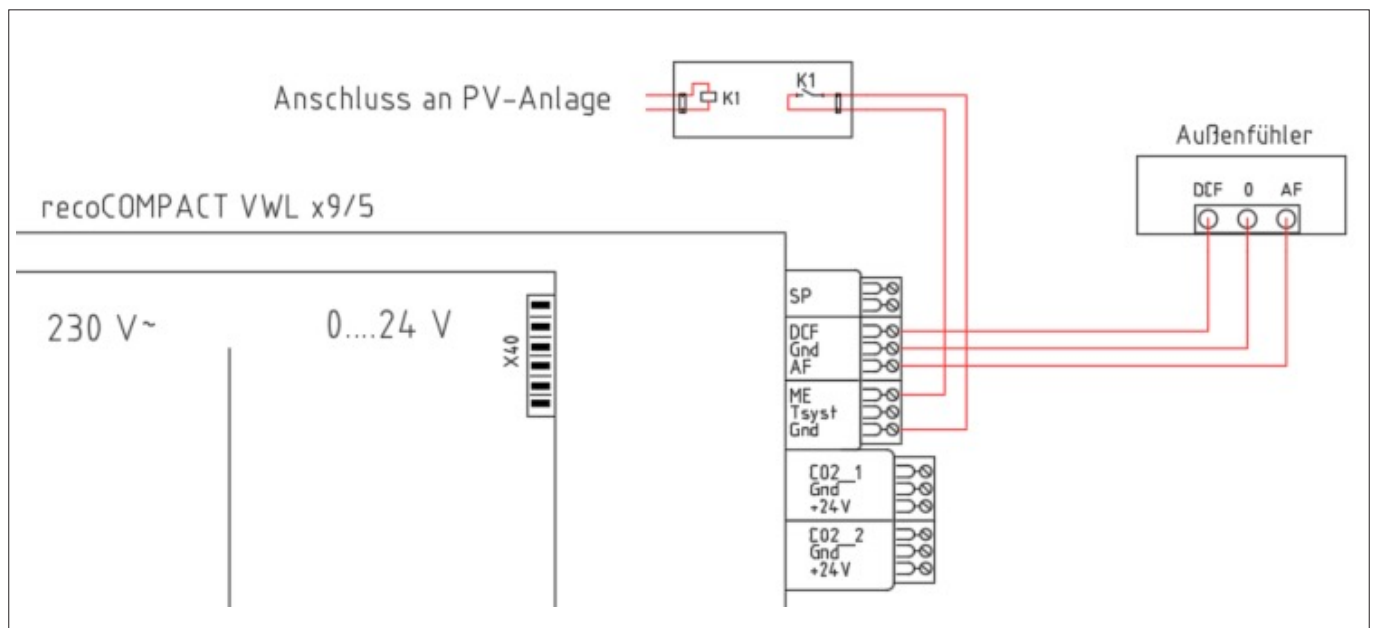 Anschluss an PV-Anlage
K1
K1
Außenfühler
DCF 0 AF
recoCOMPACT VWL x9/5
230 V~
0....24 V
X40
SP
DCF
Gnd
AF
ME
Tsyst
Gnd
CO2_1
Gnd
+24V
CO2_2
Gnd
+24V